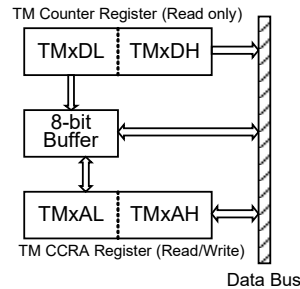 TM Counter Register (Read only)
TMxDL TMxDH
8-bit
Buffer
TMxAL TMxAH
TM CCRA Register (Read/Write)
Data Bus